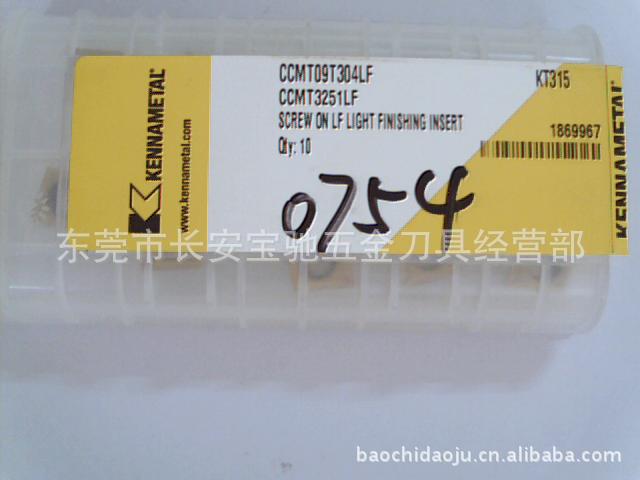 KENNAMETAL
www.kennametal.com
CCMT09T304LF
KT315
CCMT3251LF
SCREW ON LF LIGHT FINISHING INSERT
1869967
Qty: 10
0754
KENNAMETAL
东莞市长安宝驰五金刀具经营部
baochidaoju.cn.alibaba.com